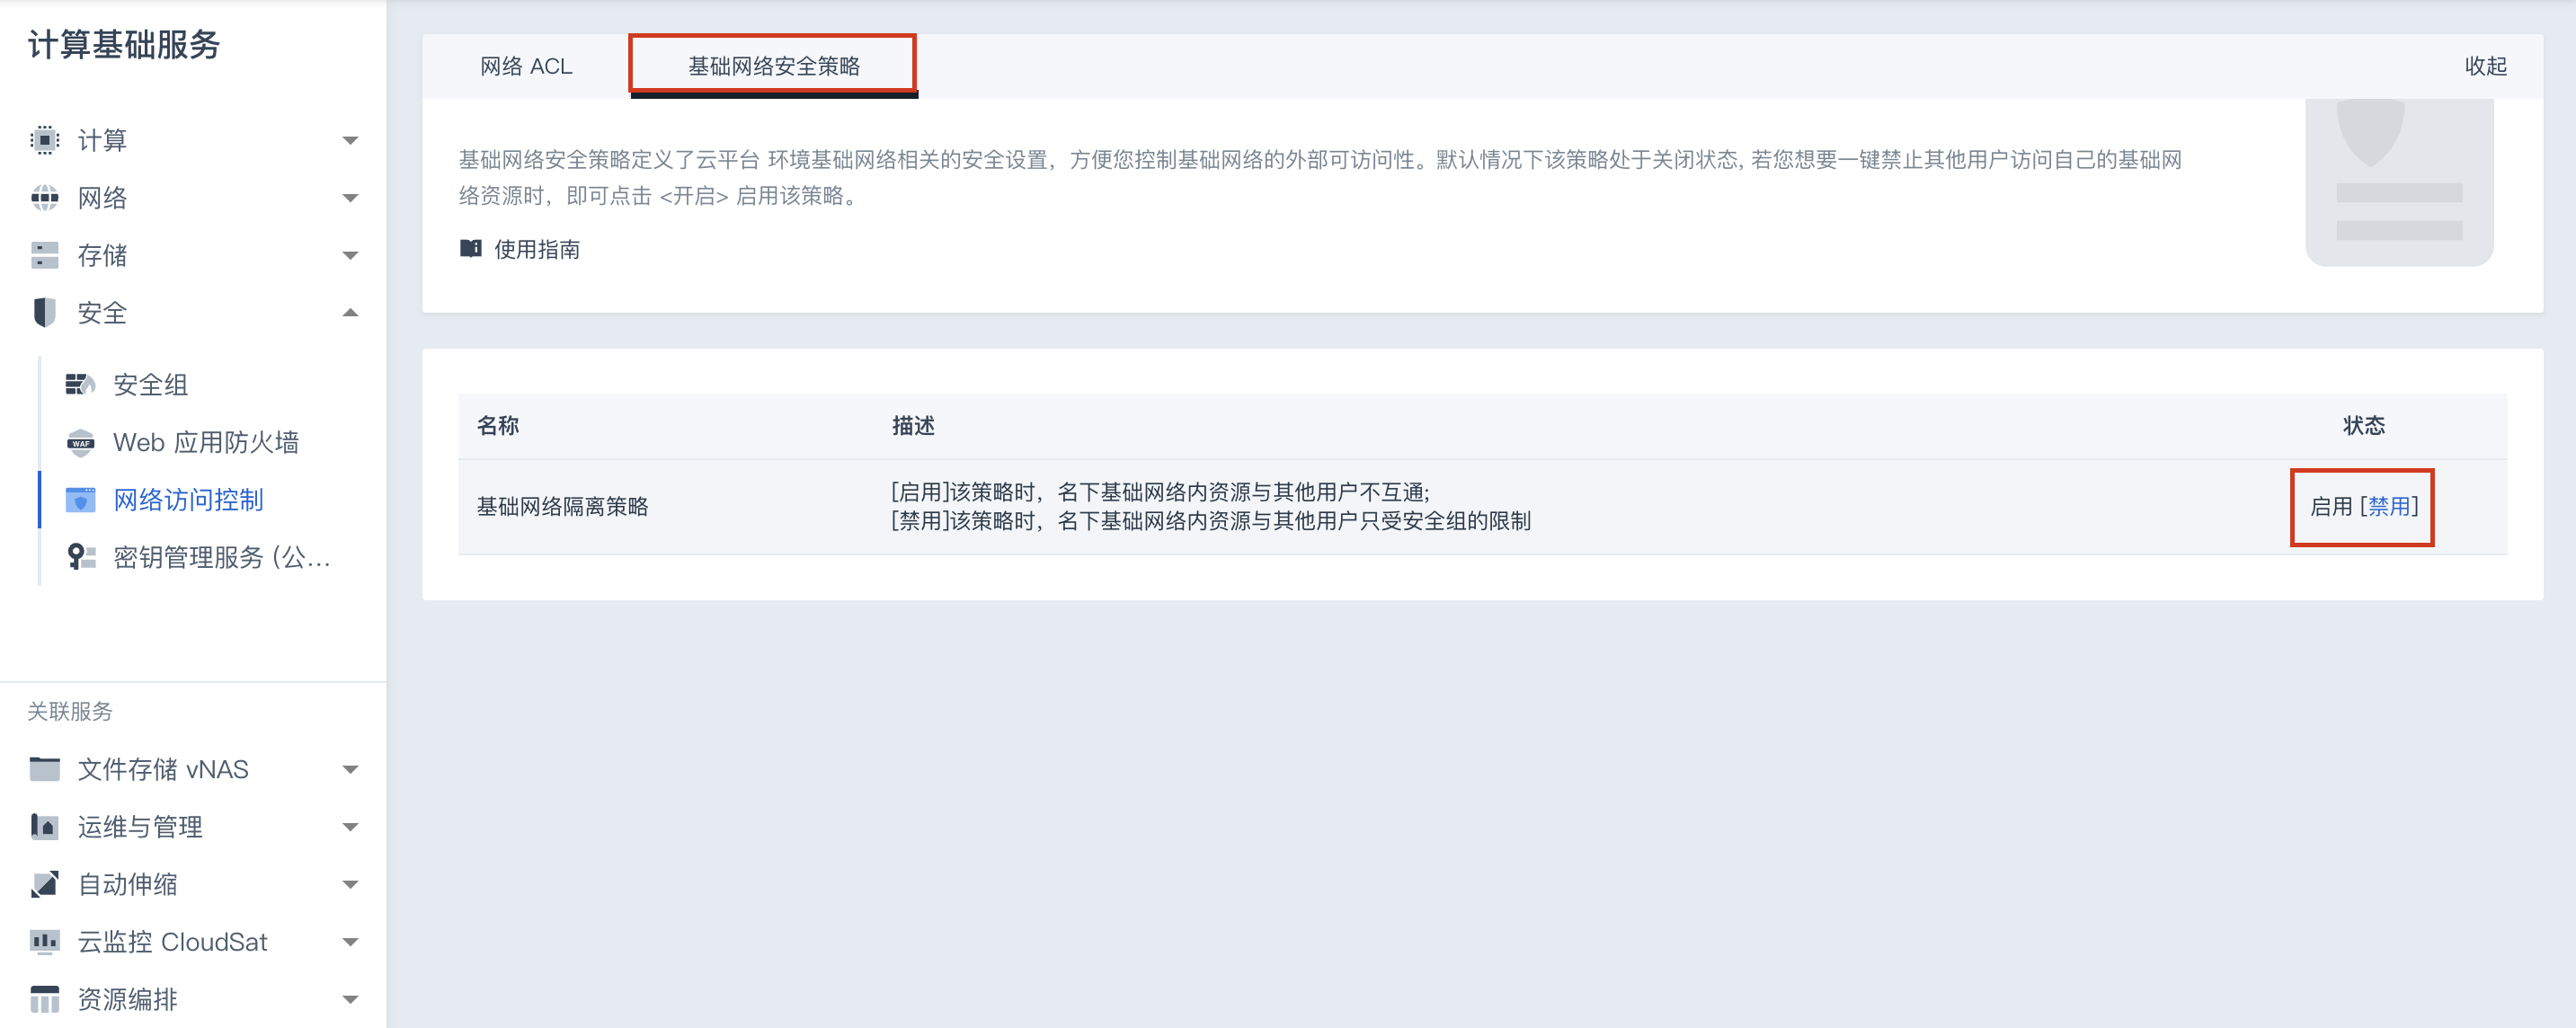 计算基础服务
计算
网络
存储
安全
安全组
WAF
Web 应用防火墙
网络访问控制
密钥管理服务 (公...
关联服务
文件存储 vNAS
运维与管理
自动伸缩
云监控 CloudSat
资源编排
网络 ACL
基础网络安全策略
收起
基础网络安全策略定义了云平台 环境基础网络相关的安全设置，方便您控制基础网络的外部可访问性。默认情况下该策略处于关闭状态, 若您想要一键禁止其他用户访问自己的基础网
络资源时，即可点击 <开启> 启用该策略。
使用指南
名称 描述 状态
基础网络隔离策略
[启用]该策略时，名下基础网络内资源与其他用户不互通;
[禁用]该策略时，名下基础网络内资源与其他用户只受安全组的限制
启用 [禁用]